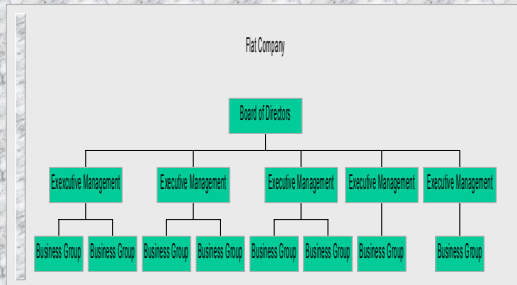 Flat Company
Board of Directors
Exexcutive Management
Executive Management
Executive Management
Executive Management
Executive Management
Business Group
Business Group
Business Group
Business Group
Business Group
Business Group
Business Group
Business Group